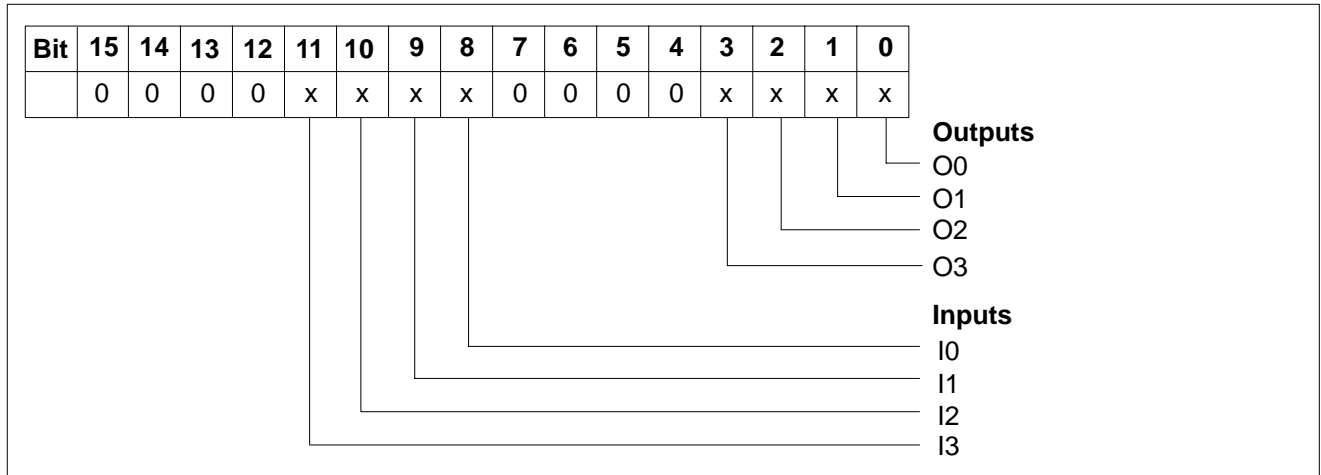 Bit 15 14 13 12 11 10 9 8 7 6 5 4 3 2 1 0
0 0 0 0 x x x x 0 0 0 0 x x x x
Outputs
O0
O1
O2
O3
Inputs
I0
I1
I2
I3